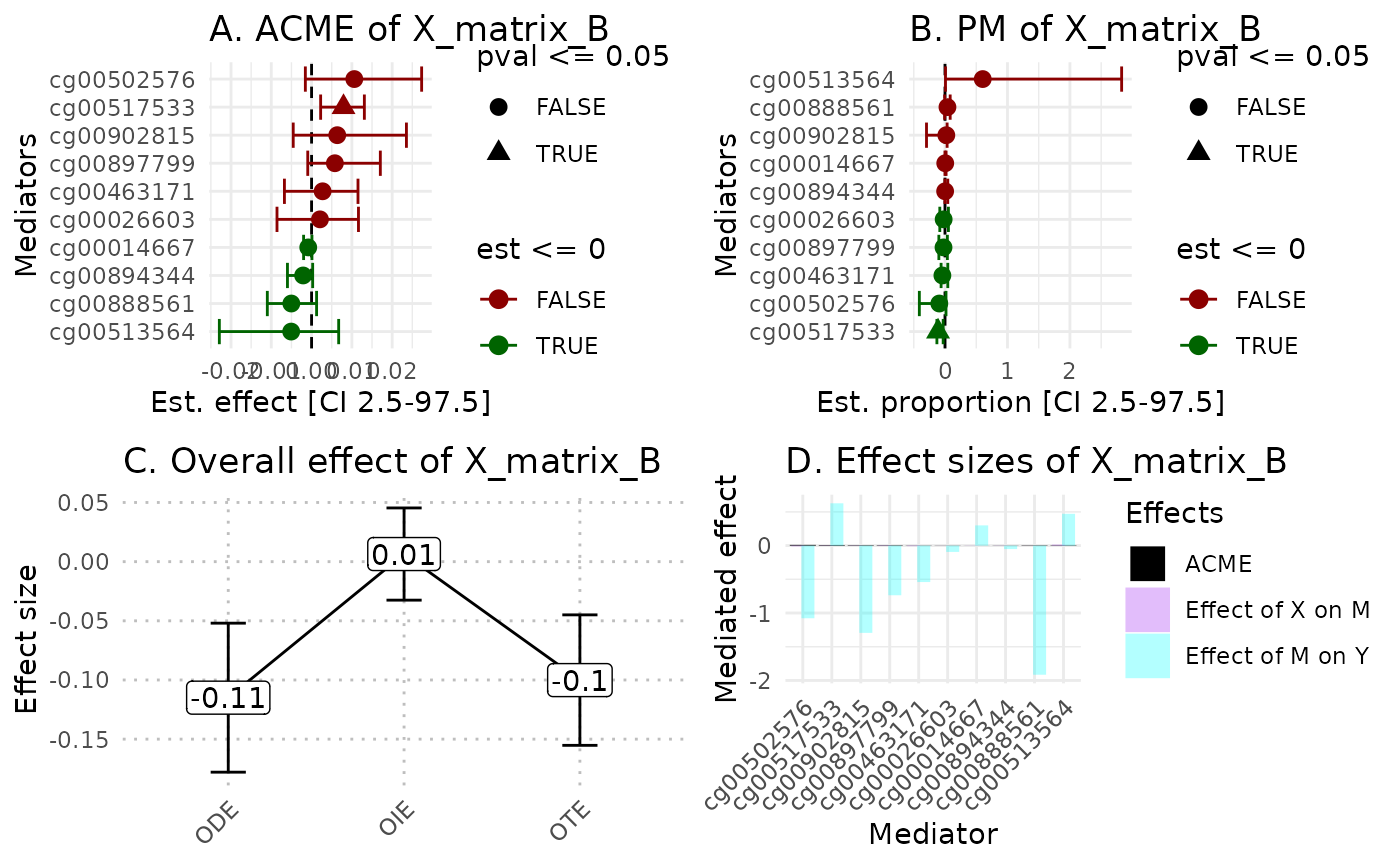 A. ACME of X_matrix_B
pval <= 0.05
FALSE
TRUE
est <= 0
FALSE
TRUE
Mediators
cg00502576
cg00517533
cg00902815
cg00897799
cg00463171
cg00026603
cg00014667
cg00894344
cg00888561
cg00513564
-0.02
-0.01
0.00
0.01
0.02
Est. effect [CI 2.5-97.5]
B. PM of X_matrix_B
pval <= 0.05
FALSE
TRUE
est <= 0
FALSE
TRUE
Mediators
cg00513564
cg00888561
cg00902815
cg00014667
cg00894344
cg00026603
cg00897799
cg00463171
cg00502576
cg00517533
0 1 2
Est. proportion [CI 2.5-97.5]
C. Overall effect of X_matrix_B
Effect size
0.05
0.00
-0.05
-0.10
-0.15
-0.11
0.01
-0.1
ODE
OIE
OTE
D. Effect sizes of X_matrix_B
Mediated effect
0
-1
-2
Effects
ACME
Effect of X on M
Effect of M on Y
cg00502576
cg00517533
cg00902815
cg00897799
cg00463171
cg00026603
cg00014667
cg00894344
cg00888561
cg00513564
Mediator